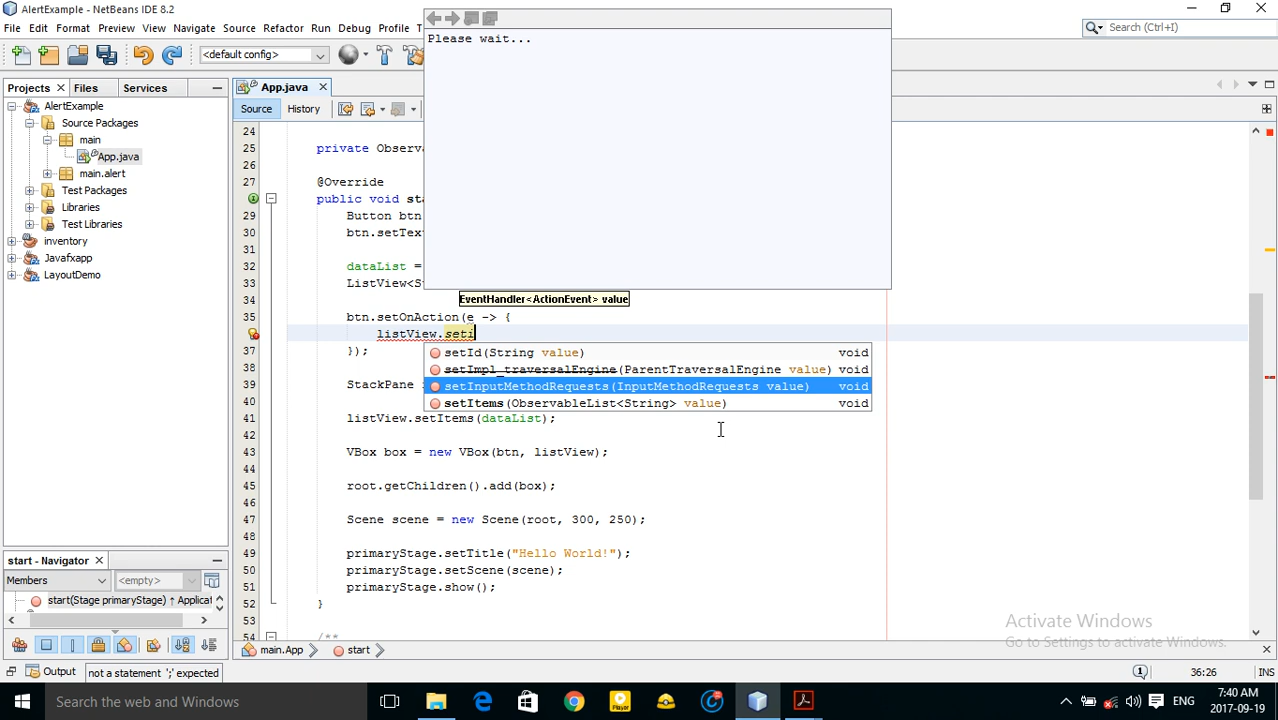 AlertExample - NetBeans IDE 8.2
File Edit Format Preview View Navigate Source Refactor Run Debug Profile
Search (Ctrl+I)
<default config>
Please wait...
Projects Files Services
App.java
Source History
AlertExample
Source Packages
main
App.java
main.alert
Test Packages
Libraries
Test Libraries
inventory
Javafxapp
LayoutDemo
24
25 private Observa
26
27 @Override
public void sta
29 Button btn
30 btn.setText
31
32 dataList =
33 ListView<St
34
EventHandler<ActionEvent> value
35 btn.setOnAction(e -> {
listView.seti
37 });
setId(String value) void
setImpl_traversalEngine(ParentTraversalEngine value) void
setInputMethodRequests(InputMethodRequests value) void
setItems(ObservableList<String> value) void
38
39 StackPane
40
41 listView.setItems(dataList);
42
43 VBox box = new VBox(btn, listView);
44
45 root.getChildren().add(box);
46
47 Scene scene = new Scene(root, 300, 250);
48
49 primaryStage.setTitle("Hello World!");
50 primaryStage.setScene(scene);
51 primaryStage.show();
52 }
53
54 /**
start - Navigator
Members <empty>
start(Stage primaryStage) ↑ Applicat
main.App start
Output not a statement ';' expected
36:26 INS
Activate Windows
Go to Settings to activate Windows.
Search the web and Windows
Player
ENG
7:40 AM
2017-09-19